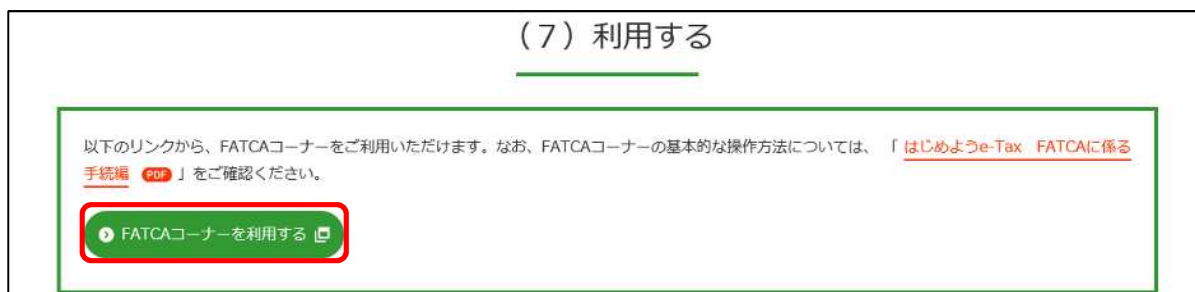 （7）利用する
以下のリンクから、FATCAコーナーをご利用いただけます。なお、FATCAコーナーの基本的な操作方法については、 「 はじめようe-Tax　FATCAに係る
手続編 PDF 」をご確認ください。
FATCAコーナーを利用する